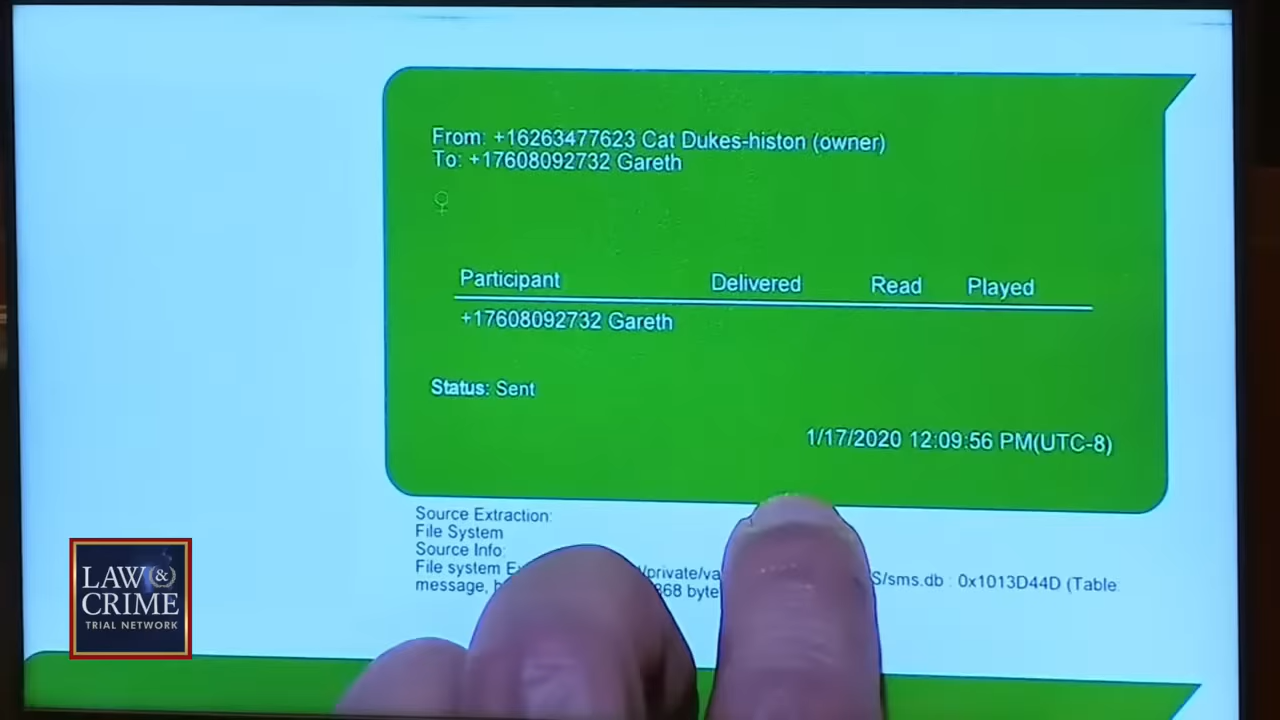 From: +16263477623 Cat Dukes-histon (owner)
To: +17608092732 Gareth
♀
Participant Delivered Read Played
+17608092732 Gareth
Status: Sent
1/17/2020 12:09:56 PM(UTC-8)
Source Extraction:
File System
Source Info:
File system /private/va S/sms.db : 0x1013D44D (Table:
message, 368 byte
LAW &
CRIME
TRIAL NETWORK